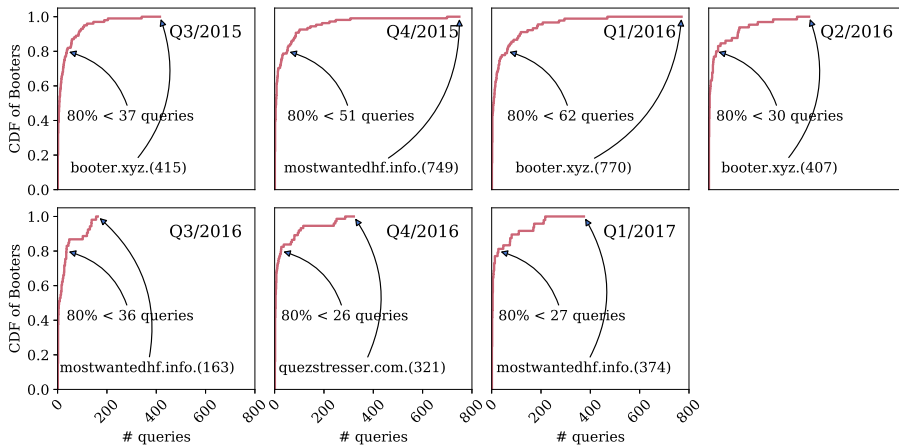 CDF of Booters
1.0
0.8
0.6
0.4
0.2
0.0
Q3/2015
80% < 37 queries
booter.xyz.(415)
Q4/2015
80% < 51 queries
mostwantedhf.info.(749)
Q1/2016
80% < 62 queries
booter.xyz.(770)
Q2/2016
80% < 30 queries
booter.xyz.(407)
CDF of Booters
1.0
0.8
0.6
0.4
0.2
0.0
Q3/2016
80% < 36 queries
mostwantedhf.info.(163)
0
200
400
600
800
# queries
Q4/2016
80% < 26 queries
quezstresser.com.(321)
0
200
400
600
800
# queries
Q1/2017
80% < 27 queries
mostwantedhf.info.(374)
0
200
400
600
800
# queries